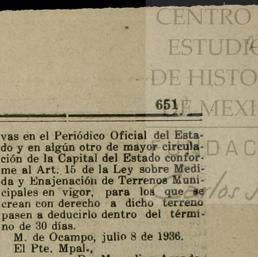 CENTRO
ESTUDI
DE HISTO
DE MEXI
651
vas en el Periódico Oficial del Esta-
do y en algún otro de mayor circula-
ción de la Capital del Estado confor-
me al Art. 15 de la Ley sobre Medi-
da y Enajenación de Terrenos Muni-
cipales en vigor, para los que se
crean con derecho a dicho terreno
pasen a deducirlo dentro del térmi-
no de 30 días.
M. de Ocampo, julio 8 de 1936.
El Pte. Mpal.,